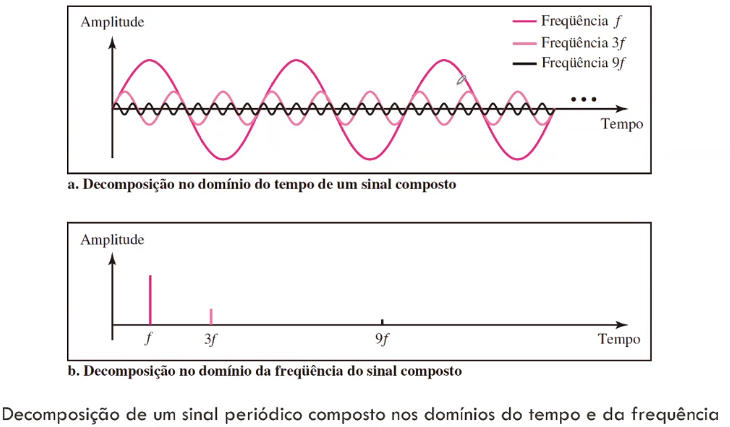 Amplitude
Freqüência f
Freqüência 3f
Freqüência 9f
Tempo
a. Decomposição no domínio do tempo de um sinal composto
Amplitude
f
3f
9f
Tempo
b. Decomposição no domínio da freqüência do sinal composto
Decomposição de um sinal periódico composto nos domínios do tempo e da frequência